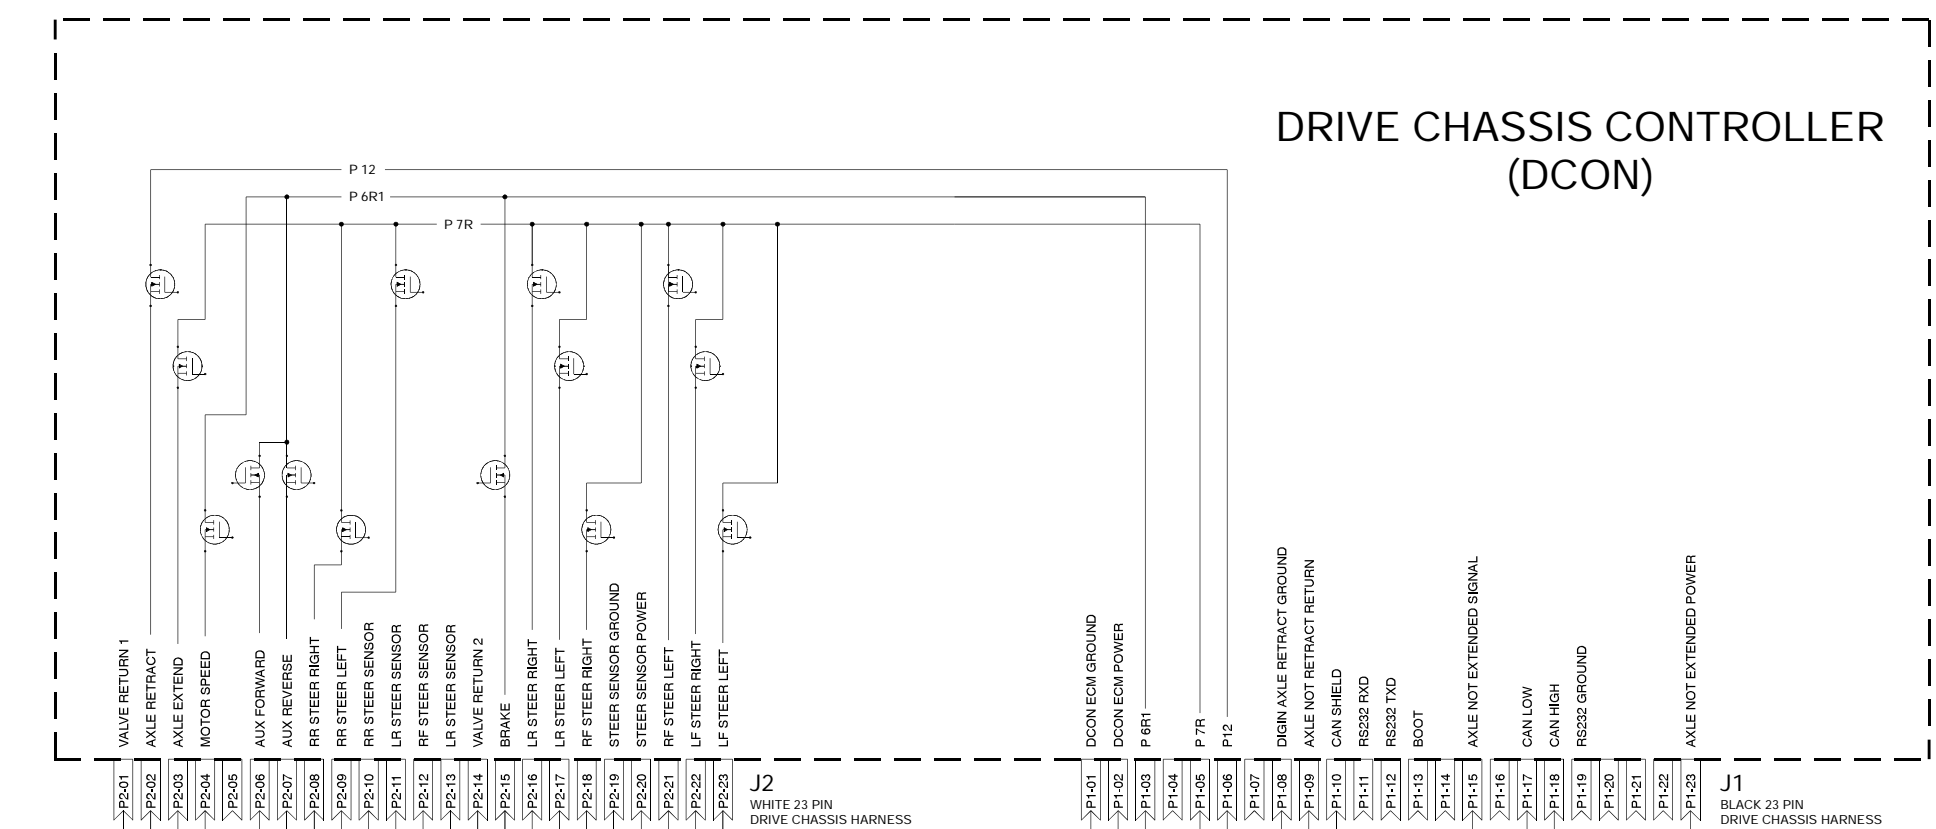 DRIVE CHASSIS CONTROLLER
(DCON)
P 12
P 6R1
P 7R
VALVE RETURN 1
AXLE RETRACT
AXLE EXTEND
MOTOR SPEED
AUX FORWARD
AUX REVERSE
RR STEER RIGHT
RR STEER LEFT
RR STEER SENSOR
LR STEER SENSOR
RF STEER SENSOR
LR STEER SENSOR
VALVE RETURN 2
BRAKE
LR STEER RIGHT
LR STEER LEFT
RF STEER RIGHT
STEER SENSOR GROUND
STEER SENSOR POWER
RF STEER LEFT
LF STEER RIGHT
LF STEER LEFT
DCON ECM GROUND
DCON ECM POWER
P 6R1
P 7R
P12
DIGIN AXLE RETRACT GROUND
AXLE NOT RETRACT RETURN
CAN SHIELD
RS232 RXD
RS232 TXD
BOOT
AXLE NOT EXTENDED SIGNAL
CAN LOW
CAN HIGH
RS232 GROUND
AXLE NOT EXTENDED POWER
P2-01
P2-02
P2-03
P2-04
P2-05
P2-06
P2-07
P2-08
P2-09
P2-10
P2-11
P2-12
P2-13
P2-14
P2-15
P2-16
P2-17
P2-18
P2-19
P2-20
P2-21
P2-22
P2-23
J2
WHITE 23 PIN
DRIVE CHASSIS HARNESS
P1-01
P1-02
P1-03
P1-04
P1-05
P1-06
P1-07
P1-08
P1-09
P1-10
P1-11
P1-12
P1-13
P1-14
P1-15
P1-16
P1-17
P1-18
P1-19
P1-20
P1-21
P1-22
P1-23
J1
BLACK 23 PIN
DRIVE CHASSIS HARNESS